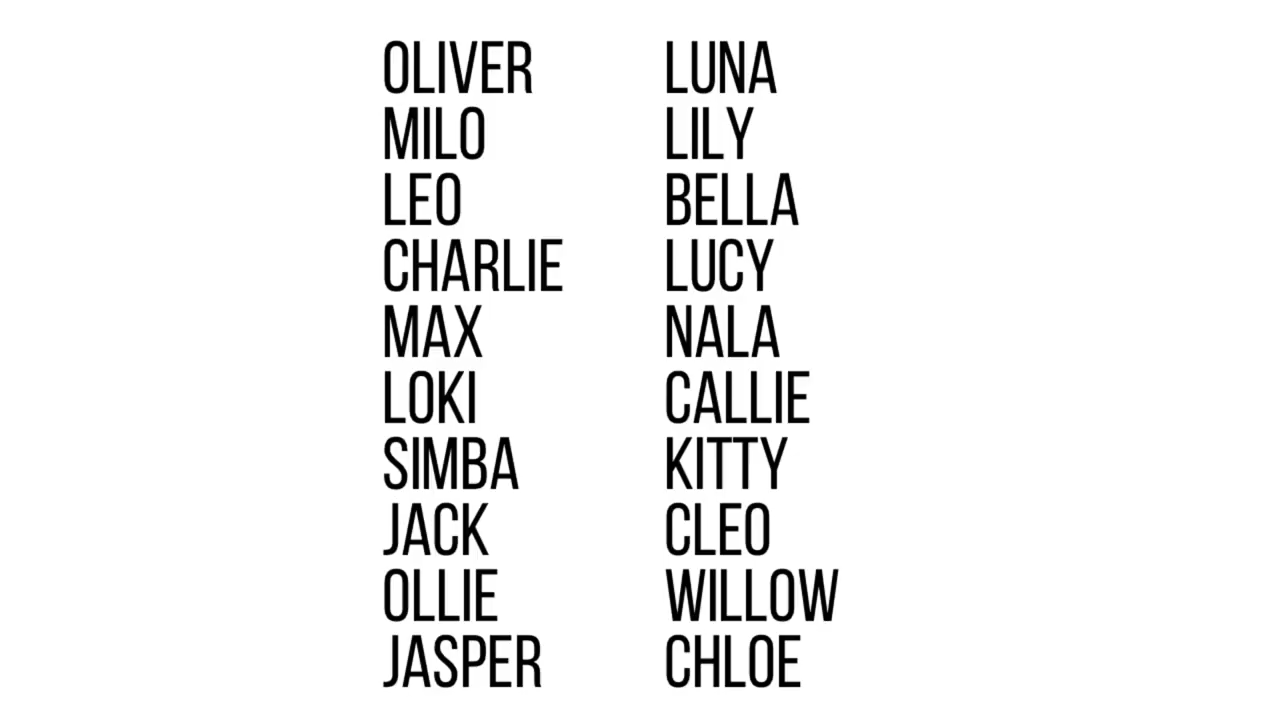 OLIVER
MILO
LEO
CHARLIE
MAX
LOKI
SIMBA
JACK
OLLIE
JASPER
LUNA
LILY
BELLA
LUCY
NALA
CALLIE
KITTY
CLEO
WILLOW
CHLOE